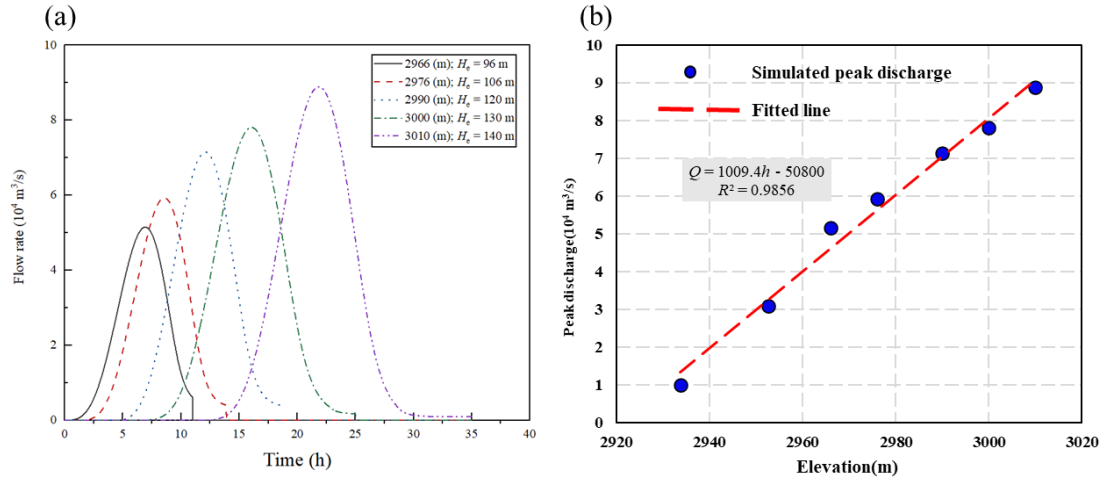 (a)
10
8
6
4
2
0
Flow rate (10⁴ m³/s)
2966 (m); Hₑ = 96 m
2976 (m); Hₑ = 106 m
2990 (m); Hₑ = 120 m
3000 (m); Hₑ = 130 m
3010 (m); Hₑ = 140 m
0 5 10 15 20 25 30 35 40
Time (h)
(b)
10
9
8
7
6
5
4
3
2
1
0
Peak discharge(10⁴ m³/s)
Simulated peak discharge
Fitted line
Q = 1009.4h - 50800
R² = 0.9856
2920 2940 2960 2980 3000 3020
Elevation(m)